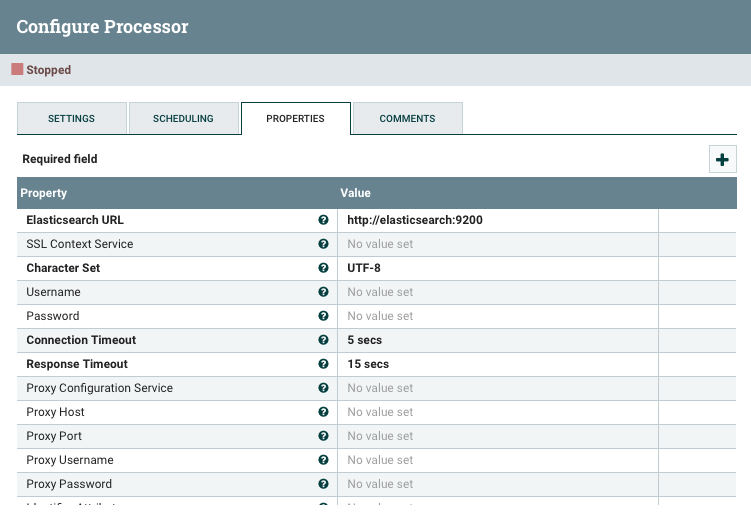 Configure Processor
Stopped
SETTINGS SCHEDULING PROPERTIES COMMENTS
Required field
Property Value
Elasticsearch URL http://elasticsearch:9200
SSL Context Service No value set
Character Set UTF-8
Username No value set
Password No value set
Connection Timeout 5 secs
Response Timeout 15 secs
Proxy Configuration Service No value set
Proxy Host No value set
Proxy Port No value set
Proxy Username No value set
Proxy Password No value set